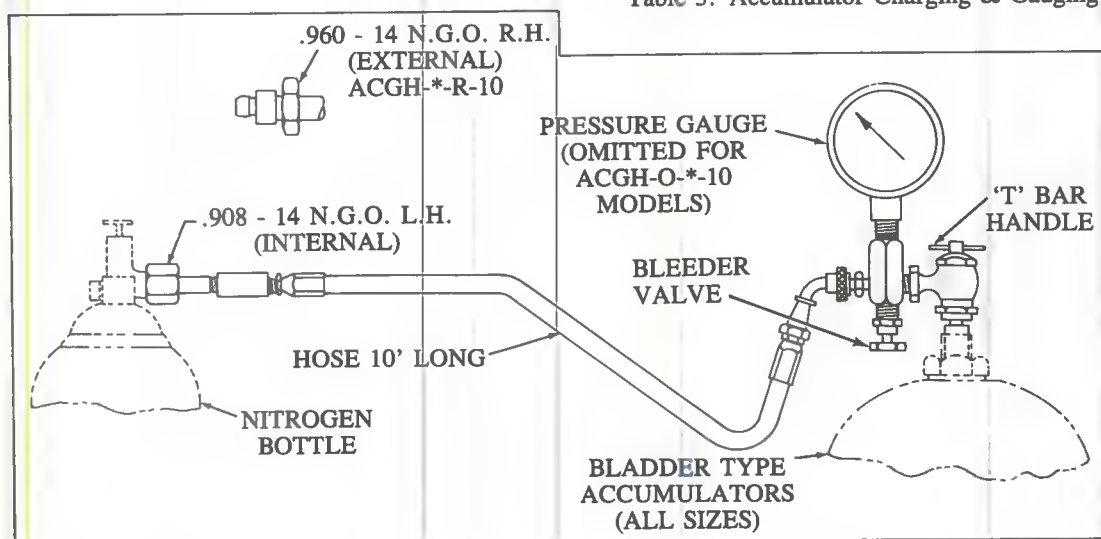 Table 3. Accumulator Charging & Gauging
.960 - 14 N.G.O. R.H.
(EXTERNAL)
ACGH-*-R-10
PRESSURE GAUGE
(OMITTED FOR
ACGH-O-*-10
MODELS)
'T' BAR
HANDLE
.908 - 14 N.G.O. L.H.
(INTERNAL)
BLEEDER
VALVE
HOSE 10' LONG
NITROGEN
BOTTLE
BLADDER TYPE
ACCUMULATORS
(ALL SIZES)